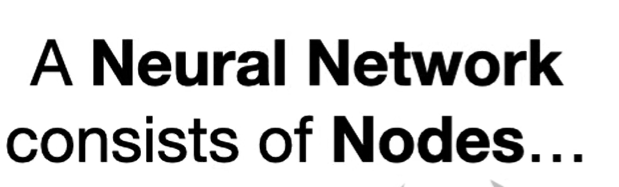 A Neural Network
consists of Nodes…